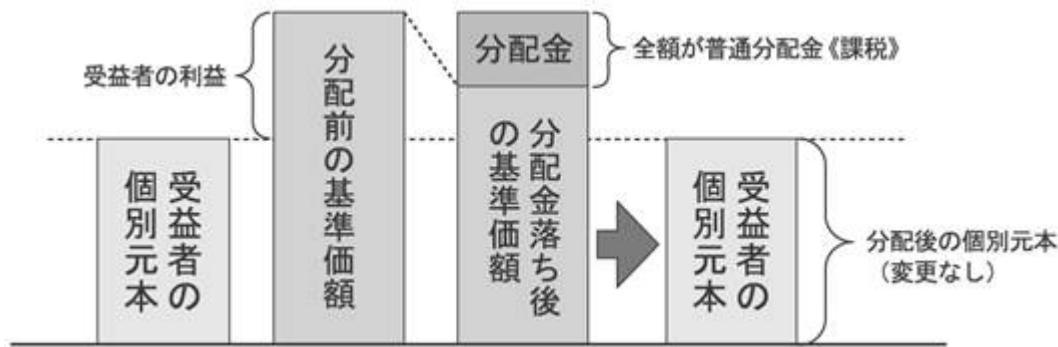 受益者の利益
受益者の
個別元本
分配前の基準価額
分配金
全額が普通分配金《課税》
分配金落ち後
の基準価額
受益者の
個別元本
分配後の個別元本
（変更なし）